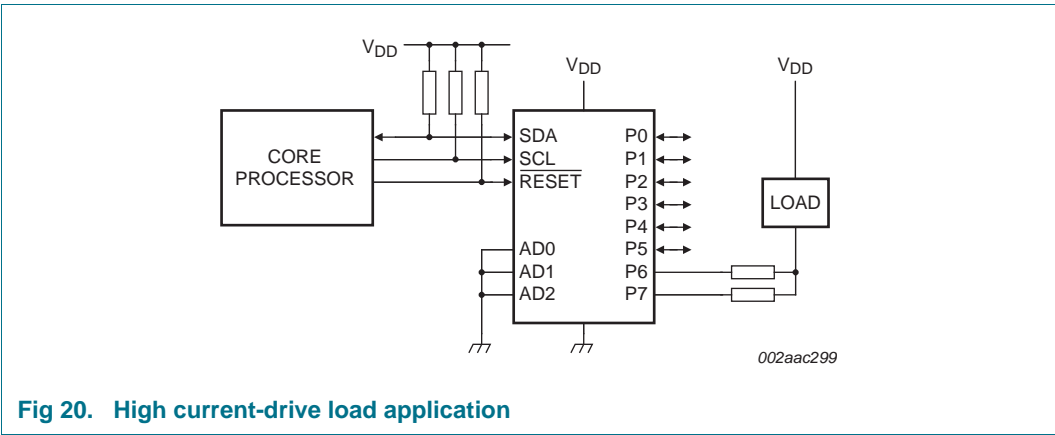 VDD
VDD
VDD
CORE
PROCESSOR
SDA
SCL
RESET
AD0
AD1
AD2
P0
P1
P2
P3
P4
P5
P6
P7
LOAD
002aac299
Fig 20. High current-drive load application